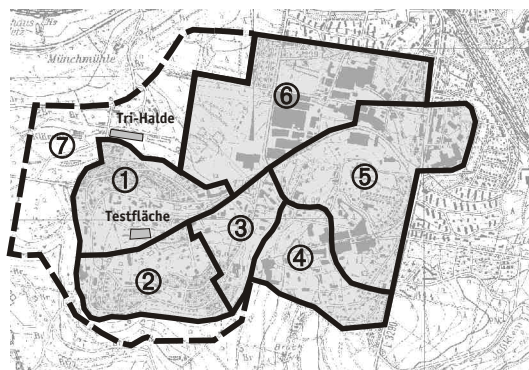 Münchmühle
⑥
Tri-Halde
⑦
①
⑤
Testfläche
③
④
②